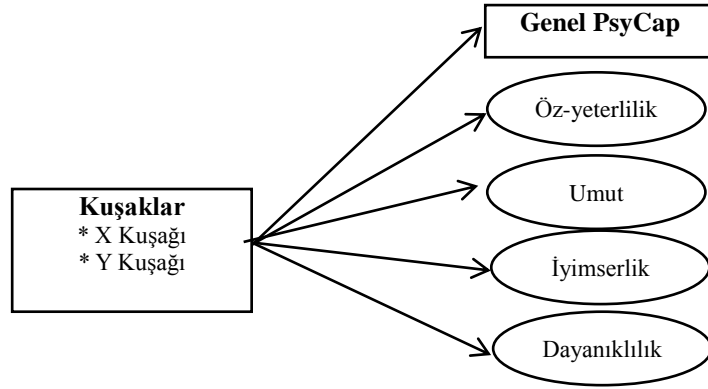 Genel PsyCap
Öz-yeterlilik
Umut
Kuşaklar
* X Kuşağı
* Y Kuşağı
İyimserlik
Dayanıklılık